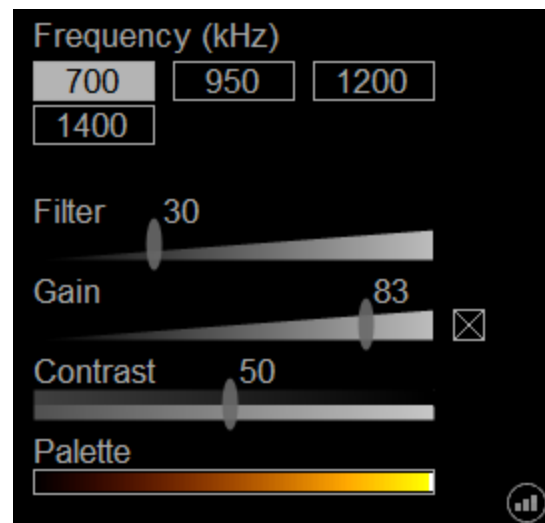 Frequency (kHz)
700 950 1200
1400
Filter 30
Gain 83
Contrast 50
Palette